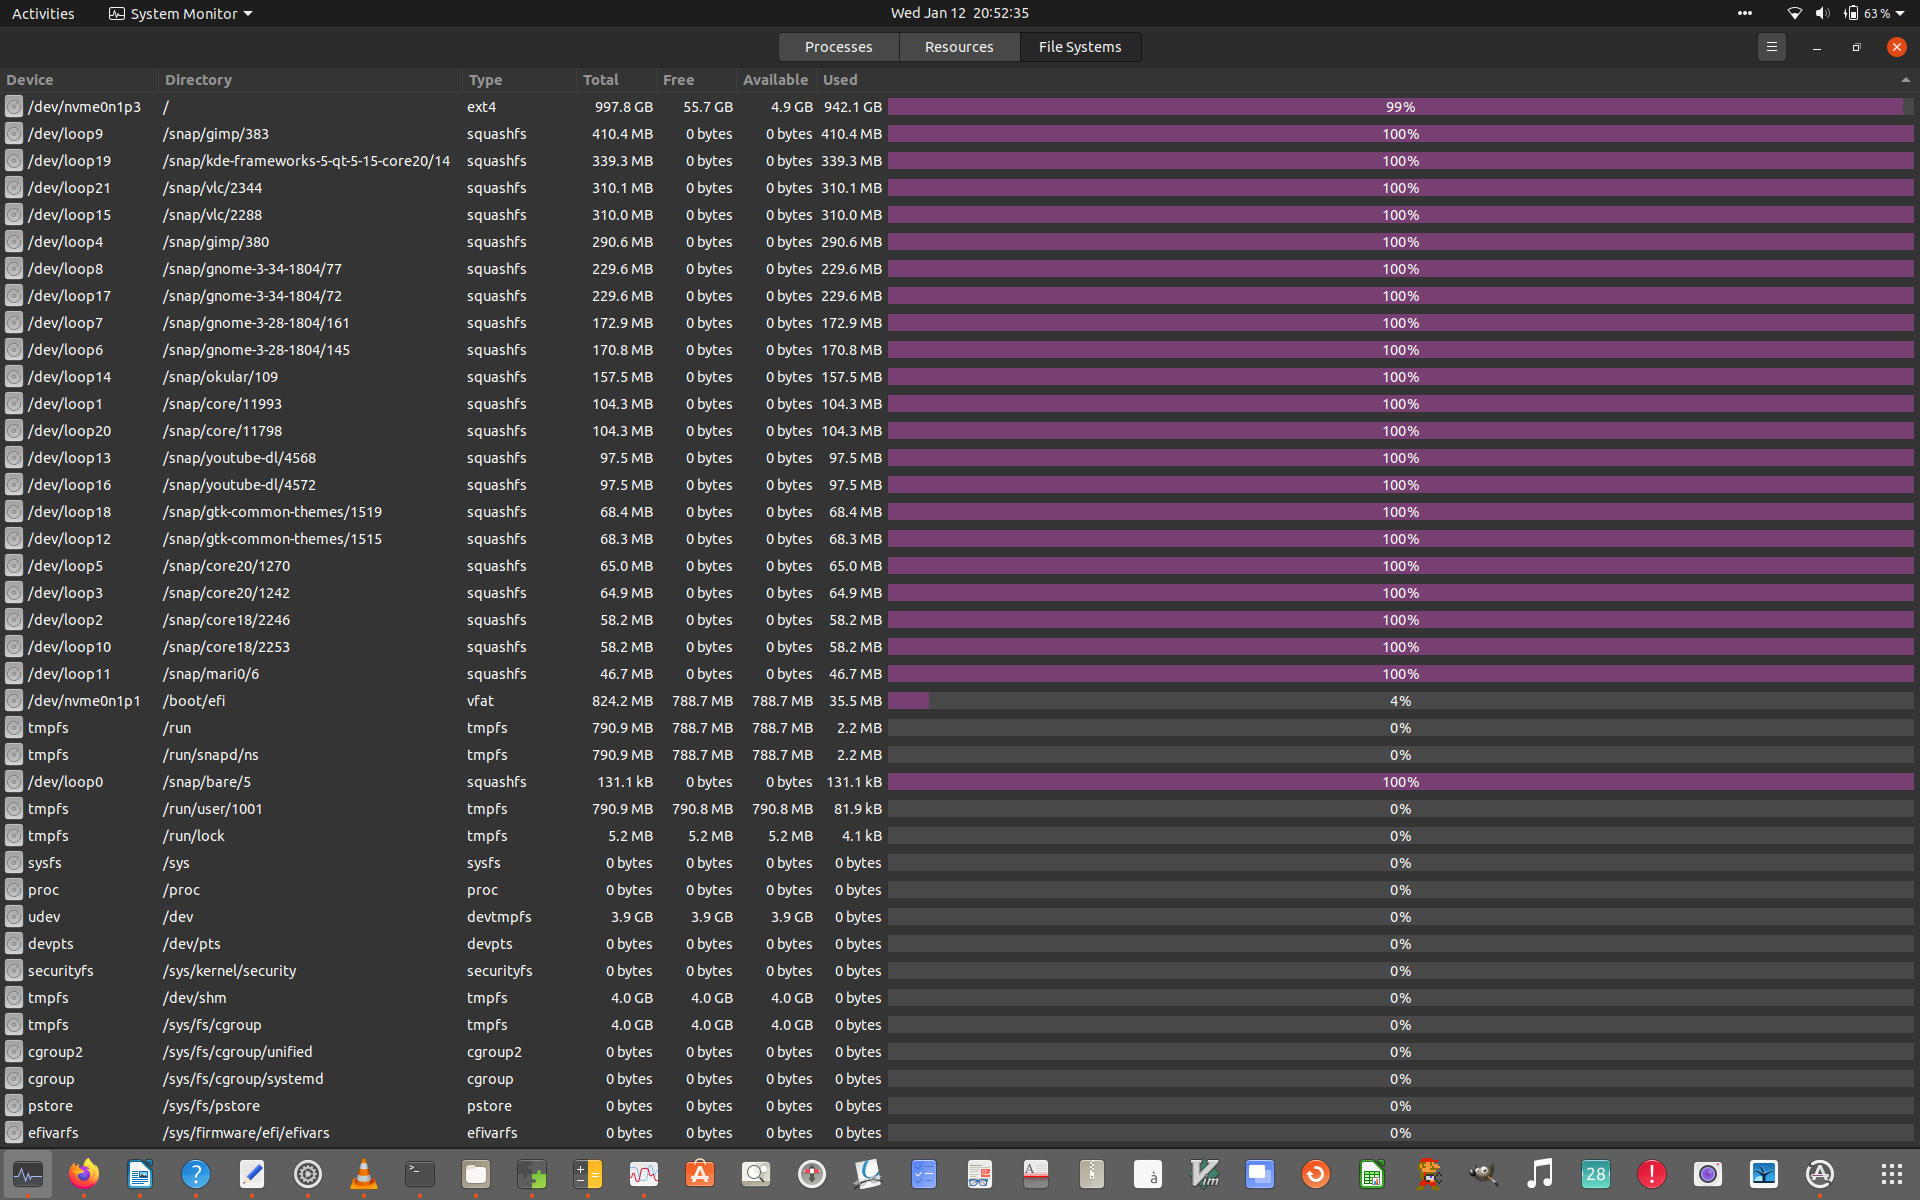 Activities System Monitor Wed Jan 12 20:52:35 63 %
Processes Resources File Systems
Device Directory Type Total Free Available Used
/dev/nvme0n1p3 / ext4 997.8 GB 55.7 GB 4.9 GB 942.1 GB 99%
/dev/loop9 /snap/gimp/383 squashfs 410.4 MB 0 bytes 0 bytes 410.4 MB 100%
/dev/loop19 /snap/kde-frameworks-5-qt-5-15-core20/14 squashfs 339.3 MB 0 bytes 0 bytes 339.3 MB 100%
/dev/loop21 /snap/vlc/2344 squashfs 310.1 MB 0 bytes 0 bytes 310.1 MB 100%
/dev/loop15 /snap/vlc/2288 squashfs 310.0 MB 0 bytes 0 bytes 310.0 MB 100%
/dev/loop4 /snap/gimp/380 squashfs 290.6 MB 0 bytes 0 bytes 290.6 MB 100%
/dev/loop8 /snap/gnome-3-34-1804/77 squashfs 229.6 MB 0 bytes 0 bytes 229.6 MB 100%
/dev/loop17 /snap/gnome-3-34-1804/72 squashfs 229.6 MB 0 bytes 0 bytes 229.6 MB 100%
/dev/loop7 /snap/gnome-3-28-1804/161 squashfs 172.9 MB 0 bytes 0 bytes 172.9 MB 100%
/dev/loop6 /snap/gnome-3-28-1804/145 squashfs 170.8 MB 0 bytes 0 bytes 170.8 MB 100%
/dev/loop14 /snap/okular/109 squashfs 157.5 MB 0 bytes 0 bytes 157.5 MB 100%
/dev/loop1 /snap/core/11993 squashfs 104.3 MB 0 bytes 0 bytes 104.3 MB 100%
/dev/loop20 /snap/core/11798 squashfs 104.3 MB 0 bytes 0 bytes 104.3 MB 100%
/dev/loop13 /snap/youtube-dl/4568 squashfs 97.5 MB 0 bytes 0 bytes 97.5 MB 100%
/dev/loop16 /snap/youtube-dl/4572 squashfs 97.5 MB 0 bytes 0 bytes 97.5 MB 100%
/dev/loop18 /snap/gtk-common-themes/1519 squashfs 68.4 MB 0 bytes 0 bytes 68.4 MB 100%
/dev/loop12 /snap/gtk-common-themes/1515 squashfs 68.3 MB 0 bytes 0 bytes 68.3 MB 100%
/dev/loop5 /snap/core20/1270 squashfs 65.0 MB 0 bytes 0 bytes 65.0 MB 100%
/dev/loop3 /snap/core20/1242 squashfs 64.9 MB 0 bytes 0 bytes 64.9 MB 100%
/dev/loop2 /snap/core18/2246 squashfs 58.2 MB 0 bytes 0 bytes 58.2 MB 100%
/dev/loop10 /snap/core18/2253 squashfs 58.2 MB 0 bytes 0 bytes 58.2 MB 100%
/dev/loop11 /snap/mari0/6 squashfs 46.7 MB 0 bytes 0 bytes 46.7 MB 100%
/dev/nvme0n1p1 /boot/efi vfat 824.2 MB 788.7 MB 788.7 MB 35.5 MB 4%
tmpfs /run tmpfs 790.9 MB 788.7 MB 788.7 MB 2.2 MB 0%
tmpfs /run/snapd/ns tmpfs 790.9 MB 788.7 MB 788.7 MB 2.2 MB 0%
/dev/loop0 /snap/bare/5 squashfs 131.1 kB 0 bytes 0 bytes 131.1 kB 100%
tmpfs /run/user/1001 tmpfs 790.9 MB 790.8 MB 790.8 MB 81.9 kB 0%
tmpfs /run/lock tmpfs 5.2 MB 5.2 MB 5.2 MB 4.1 kB 0%
sysfs /sys sysfs 0 bytes 0 bytes 0 bytes 0 bytes 0%
proc /proc proc 0 bytes 0 bytes 0 bytes 0 bytes 0%
udev /dev devtmpfs 3.9 GB 3.9 GB 3.9 GB 0 bytes 0%
devpts /dev/pts devpts 0 bytes 0 bytes 0 bytes 0 bytes 0%
securityfs /sys/kernel/security securityfs 0 bytes 0 bytes 0 bytes 0 bytes 0%
tmpfs /dev/shm tmpfs 4.0 GB 4.0 GB 4.0 GB 0 bytes 0%
tmpfs /sys/fs/cgroup tmpfs 4.0 GB 4.0 GB 4.0 GB 0 bytes 0%
cgroup2 /sys/fs/cgroup/unified cgroup2 0 bytes 0 bytes 0 bytes 0 bytes 0%
cgroup /sys/fs/cgroup/systemd cgroup 0 bytes 0 bytes 0 bytes 0 bytes 0%
pstore /sys/fs/pstore pstore 0 bytes 0 bytes 0 bytes 0 bytes 0%
efivarfs /sys/firmware/efi/efivars efivarfs 0 bytes 0 bytes 0 bytes 0 bytes 0%
à Vim 28